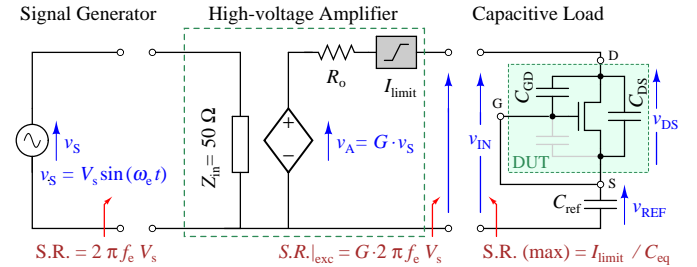 Signal Generator
High-voltage Amplifier
Capacitive Load
v_S
v_S = V_s sin(ω_e t)
S.R. = 2 π f_e V_s
Z_in = 50 Ω
+
−
R_o
I_limit
v_A = G · v_S
S.R.|_exc = G·2 π f_e V_s
v_IN
D
G
S
C_GD
C_DS
DUT
v_DS
C_ref
v_REF
S.R. (max) = I_limit / C_eq